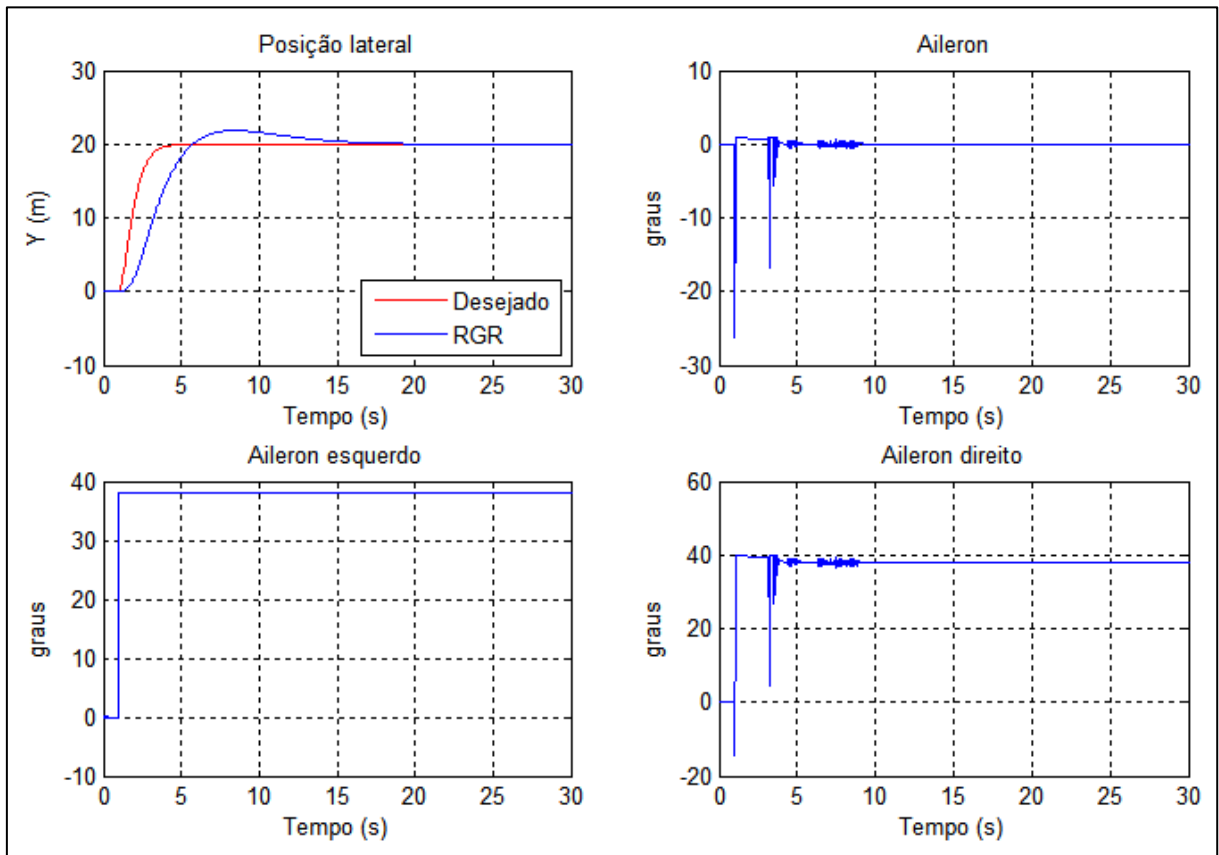 Posição lateral
30
20
10
0
-10
Y (m)
Desejado
RGR
0 5 10 15 20 25 30
Tempo (s)
Aileron
10
0
-10
-20
-30
graus
0 5 10 15 20 25 30
Tempo (s)
Aileron esquerdo
40
30
20
10
0
-10
graus
0 5 10 15 20 25 30
Tempo (s)
Aileron direito
60
40
20
0
-20
graus
0 5 10 15 20 25 30
Tempo (s)